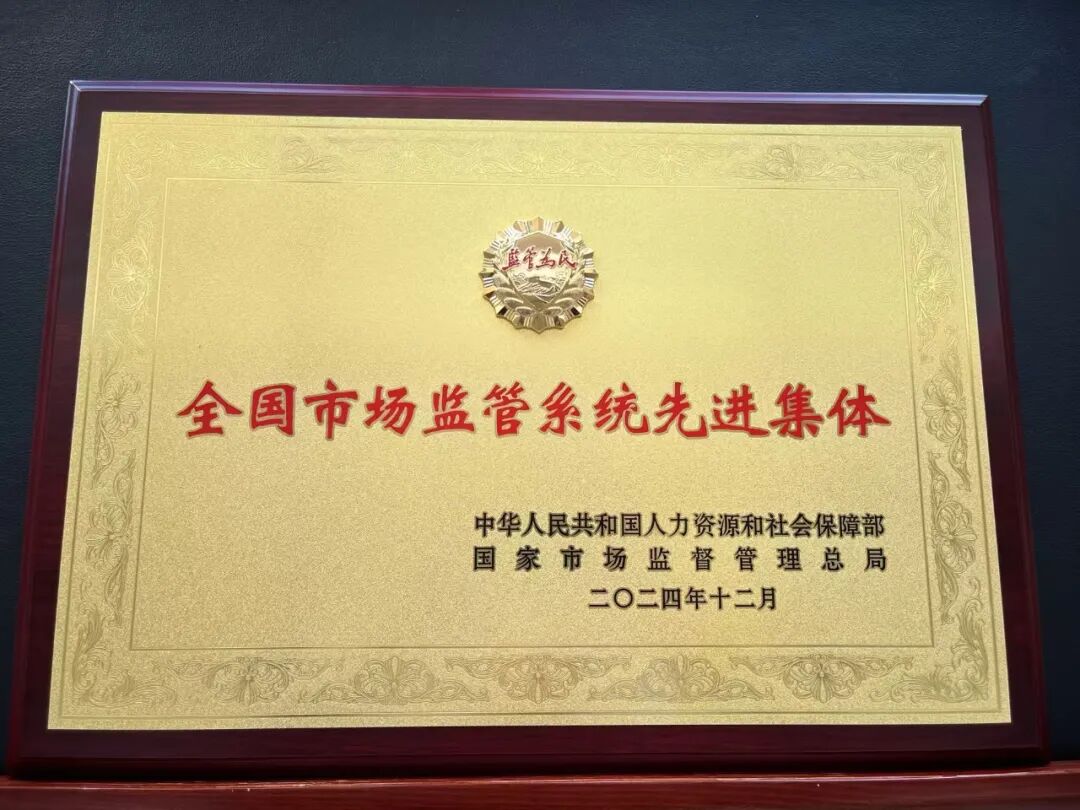 监管为民
全国市场监管系统先进集体
中华人民共和国人力资源和社会保障部
国家市场监督管理总局
二〇二四年十二月